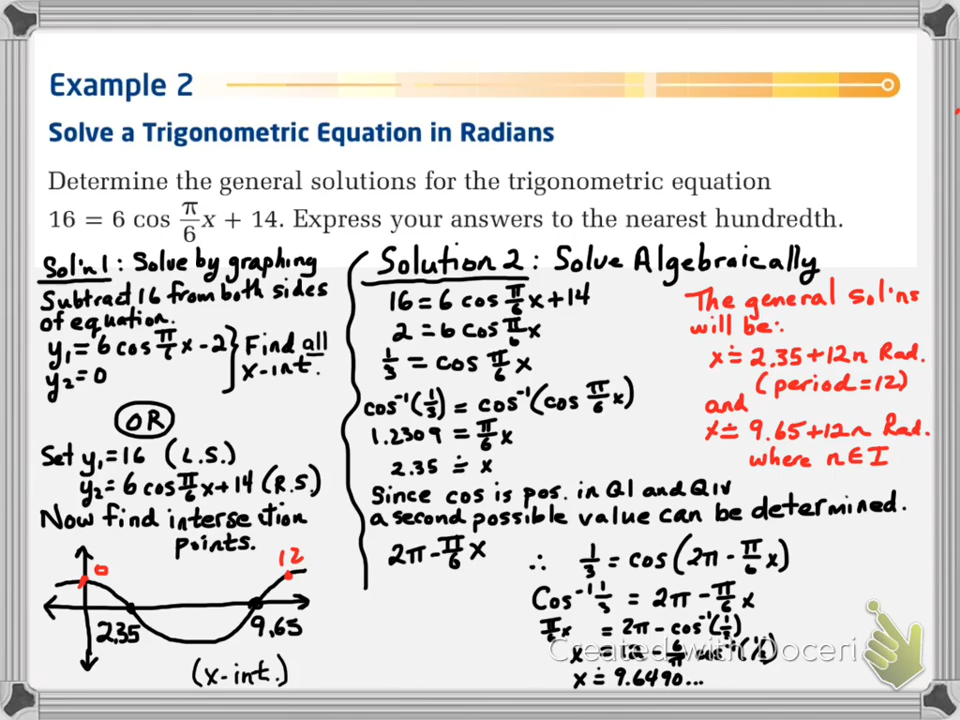 Example 2
Solve a Trigonometric Equation in Radians
Determine the general solutions for the trigonometric equation
16 = 6 cos π/6 x + 14. Express your answers to the nearest hundredth.
Sol'n 1 : Solve by graphing
Subtract 16 from both sides
of equation.
y₁ = 6 cos π/6 x - 2 } Find all
y₂ = 0 x-int.
OR
Set y₁ = 16 (L.S.)
y₂ = 6 cos π/6 x + 14 (R.S.)
Now find intersection
points.
0 12
2.35 9.65
(x-int.)
Solution 2 : Solve Algebraically
16 = 6 cos π/6 x + 14
2 = 6 cos π/6 x
1/3 = cos π/6 x
cos⁻¹(1/3) = cos⁻¹(cos π/6 x)
1.2309 = π/6 x
2.35 ≐ x
Since cos is pos. in QI and QIV
a second possible value can be determined.
2π - π/6 x
∴ 1/3 = cos(2π - π/6 x)
Cos⁻¹ 1/3 = 2π - π/6 x
π/6 x = 2π - cos⁻¹(1/3)
x = 6/π
x ≐ 9.6490...
The general sol'ns
will be:
x ≐ 2.35 + 12n Rad.
(period = 12)
and
x ≐ 9.65 + 12n Rad.
where n ∈ I
Created with Doceri